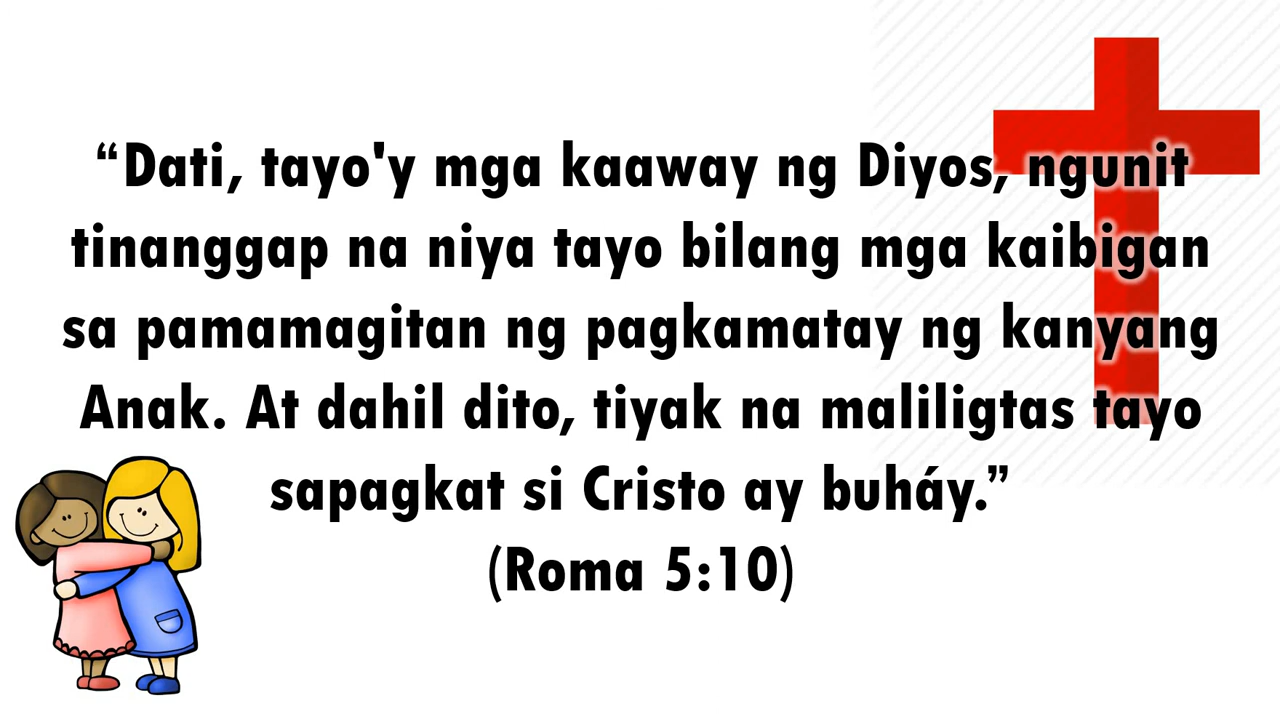 “Dati, tayo'y mga kaaway ng Diyos, ngunit
tinanggap na niya tayo bilang mga kaibigan
sa pamamagitan ng pagkamatay ng kanyang
Anak. At dahil dito, tiyak na maliligtas tayo
sapagkat si Cristo ay buháy.”
(Roma 5:10)